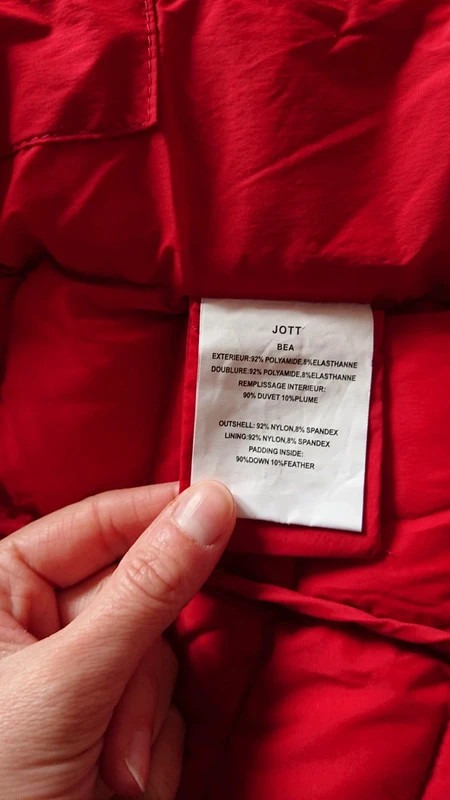 JOTT
BEA
EXTERIEUR:92% POLYAMIDE,8%ELASTHANNE
DOUBLURE:92% POLYAMIDE,8%ELASTHANNE
REMPLISSAGE INTERIEUR:
90% DUVET 10%PLUME
OUTSHELL: 92% NYLON,8% SPANDEX
LINING:92% NYLON,8% SPANDEX
PADDING INSIDE:
90%DOWN 10%FEATHER